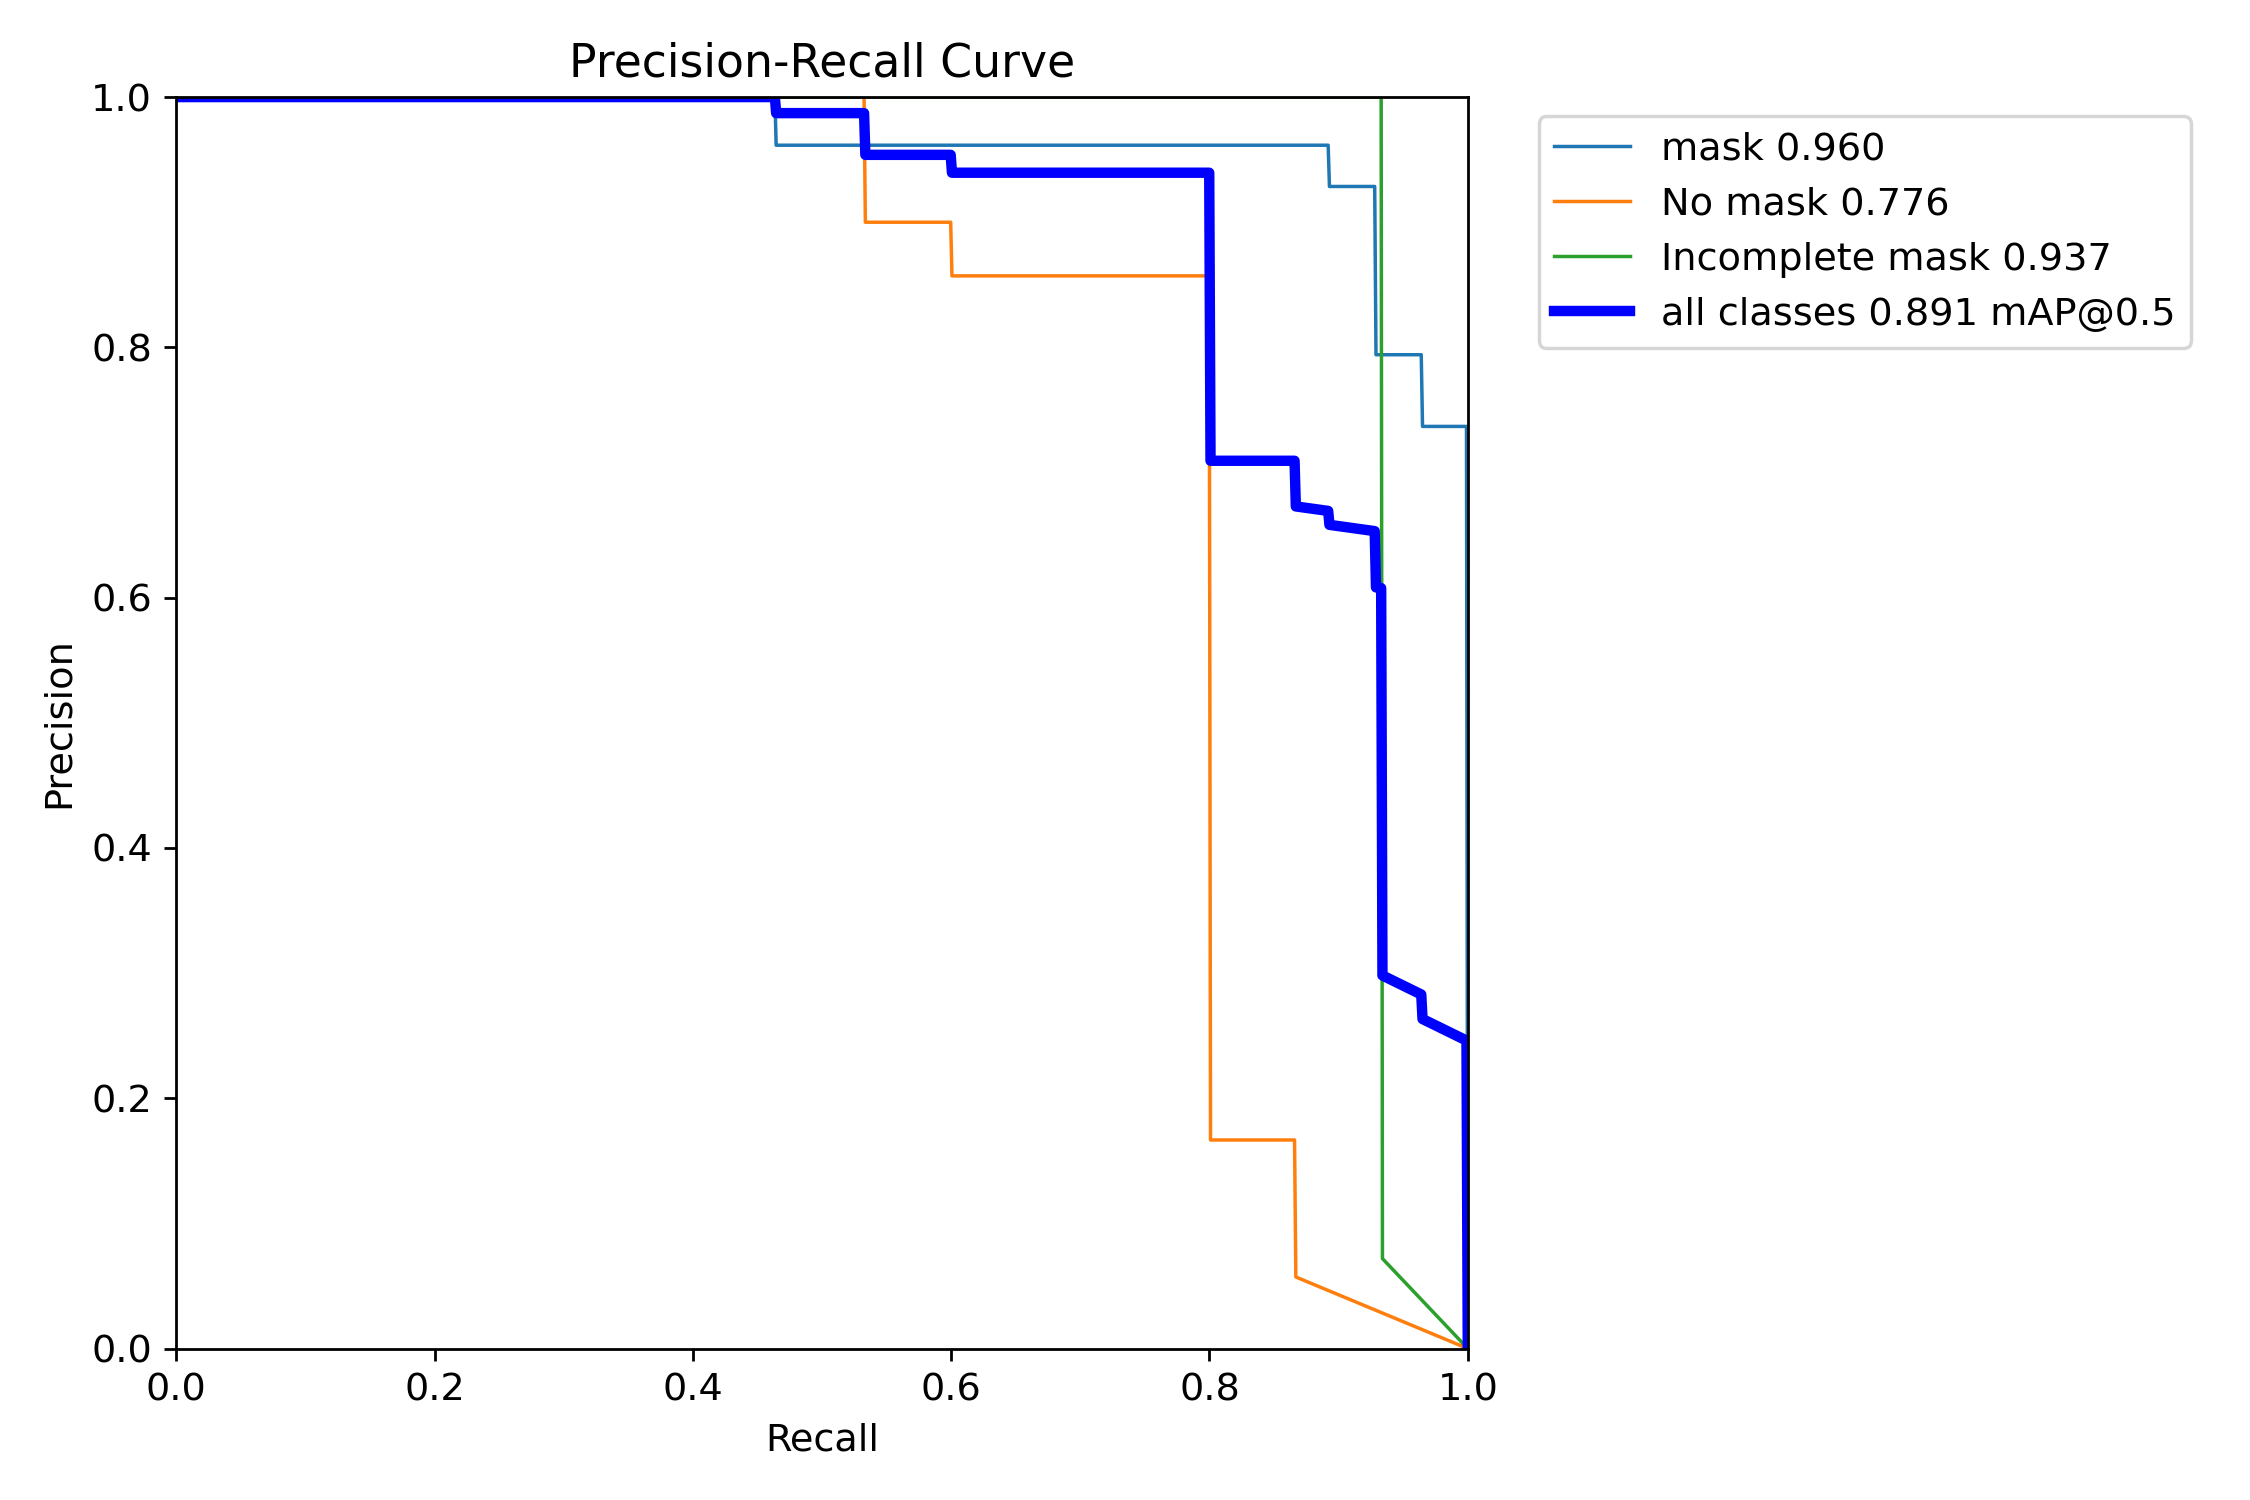 Precision-Recall Curve
1.0
0.8
0.6
0.4
0.2
0.0
Precision
0.0 0.2 0.4 0.6 0.8 1.0
Recall
mask 0.960
No mask 0.776
Incomplete mask 0.937
all classes 0.891 mAP@0.5